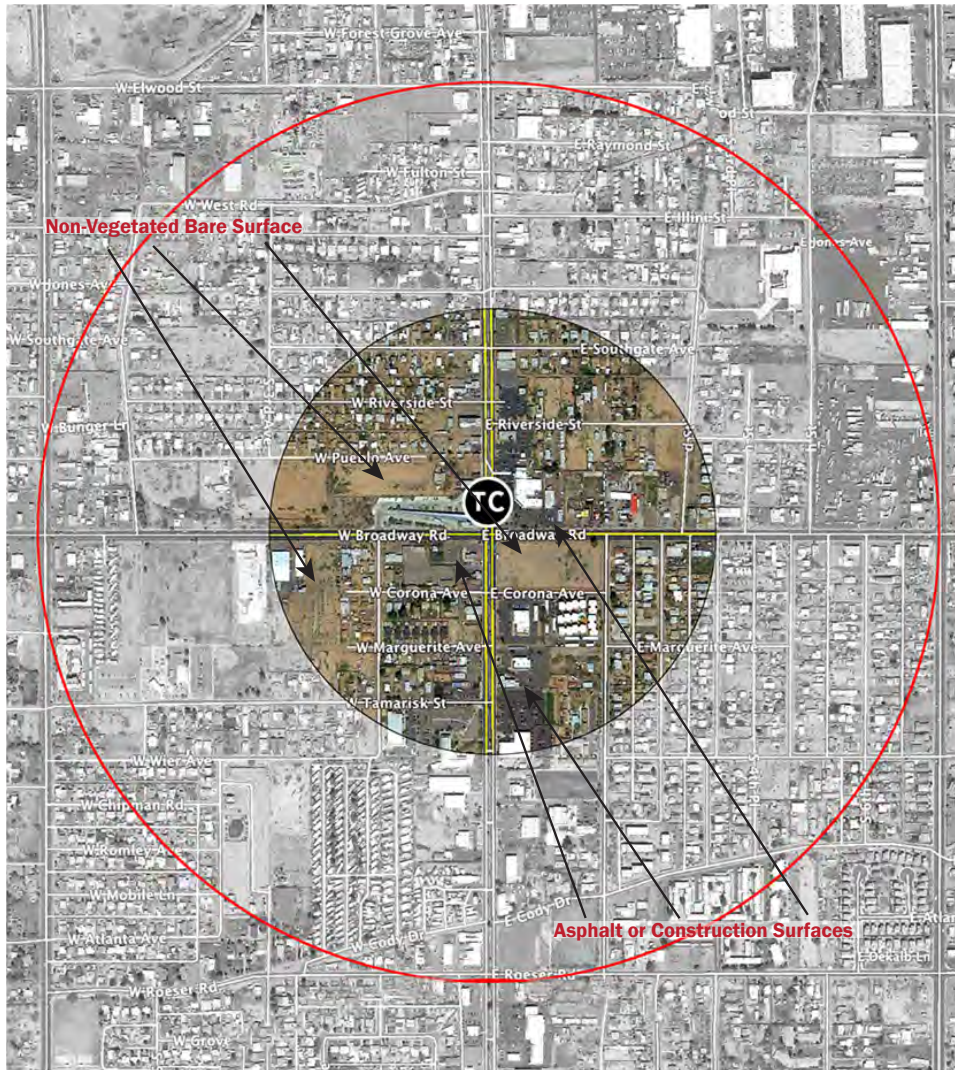 W Forest Grove Ave
W Elwood St
od St
E Raymond St
W Fulton St
W West Rd
E Illini St
Non-Vegetated Bare Surface
E Jones Ave
W Jones Av
W Southgate Ave
E Southgate Ave
W Riverside St
E Riverside St
W Bunger Ln
W Pueblo Ave
TC
W Broadway Rd
E Broadway Rd
W Corona Ave
E Corona Ave
W Marguerite Ave
E Marguerite Ave
W Tamarisk St
W Wier Ave
W Chipman Rd
W Romley Ave
W Mobile Ln
E Cody Dr
Asphalt or Construction Surfaces
E Atlan
W Atlanta Ave
W Cody Dr
E Dekalb Ln
E Roeser Rd
W Roeser Rd
W Grove